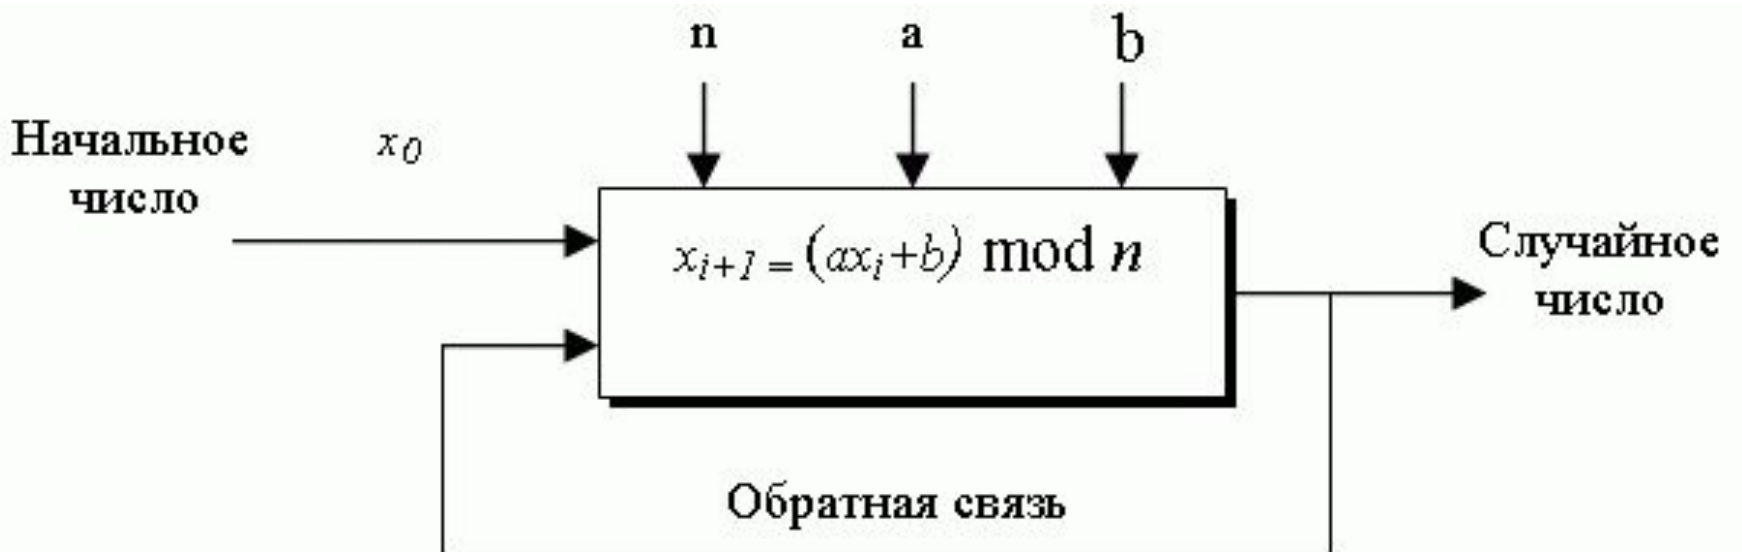 n a b
Начальное
число
x₀
xᵢ₊₁ = (axᵢ+b) mod n
Случайное
число
Обратная связь